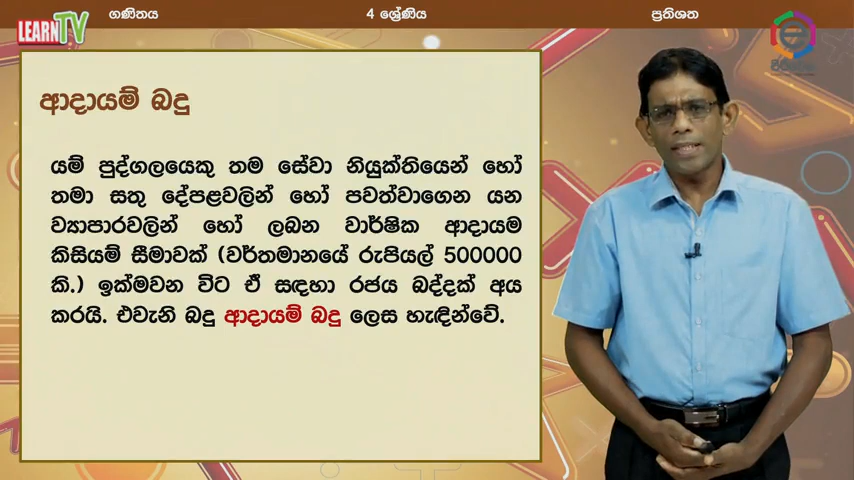 ගණිතය
4 ශ්‍රේණිය
ප්‍රතිශත
LEARN TV
ආදායම් බදු
යම් පුද්ගලයෙකු තම සේවා නියුක්තියෙන් හෝ
තමා සතු දේපළවලින් හෝ පවත්වාගෙන යන
ව්‍යාපාරවලින් හෝ ලබන වාර්ෂික ආදායම
කිසියම් සීමාවක් (වර්තමානයේ රුපියල් 500000
කි.) ඉක්මවන විට ඒ සඳහා රජය බද්දක් අය
කරයි. එවැනි බදු ආදායම් බදු ලෙස හැඳින්වේ.